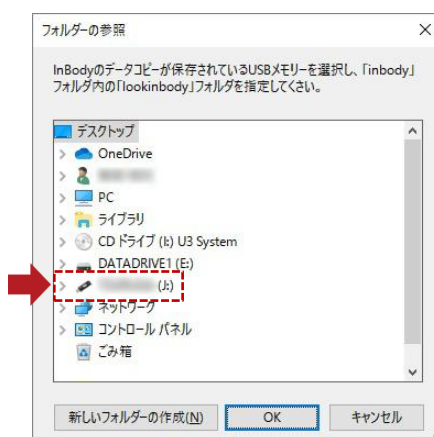 フォルダーの参照
InBodyのデータコピーが保存されているUSBメモリーを選択し、「inbody」
フォルダ内の「lookinbody」フォルダを指定してください。
デスクトップ
OneDrive
PC
ライブラリ
CD ドライブ (I:) U3 System
DATADRIVE1 (E:)
(J:)
ネットワーク
コントロール パネル
ごみ箱
新しいフォルダーの作成(N) OK キャンセル